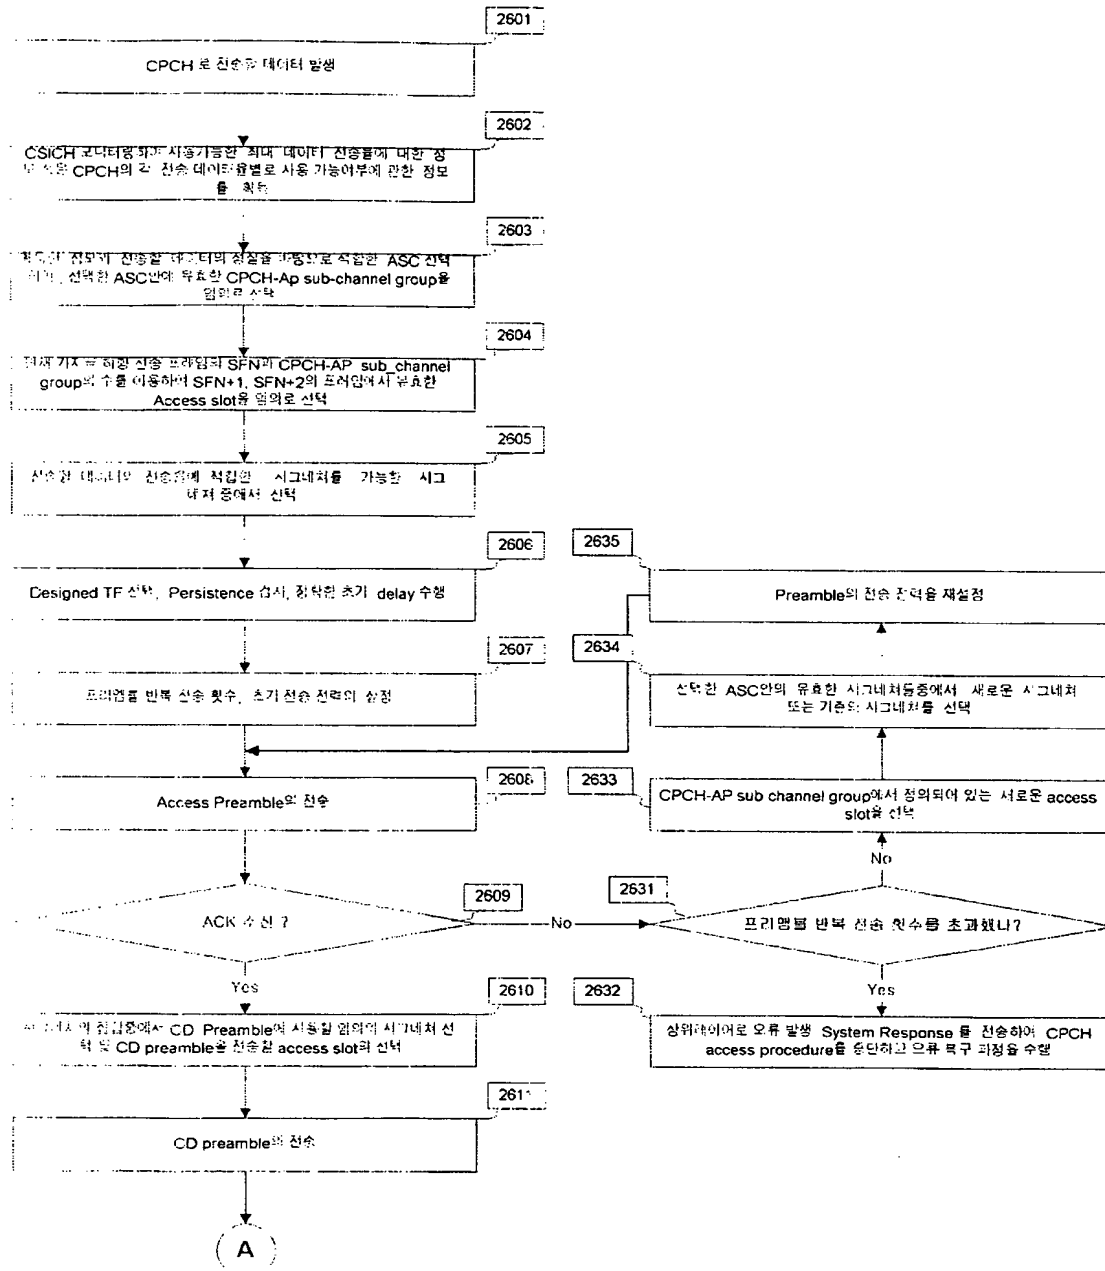 2601
CPCH 로 전송할 데이터 발생
2602
CSICH 모니터링하여 사용가능한 최대 데이터 전송률에 대한 정
CPCH의 각 전송 데이터율별로 사용 가능여부에 관한 정보
를 획득
2603
전송할 데이터의 성질을 바탕으로 적합한 ASC 선택
선택한 ASC안에 유효한 CPCH-Ap sub-channel group을
임의로 선택
2604
현재 기지국 하향 전송 프레임의 SFN과 CPCH-AP sub_channel
group의 수를 이용하여 SFN+1, SFN+2의 프레임에서 유효한
Access slot을 임의로 선택
2605
전송할 데이터의 전송율에 적합한 시그네처를 가능한 시그
네처 중에서 선택
2606
Designed TF 선택, Persistence 검사, 정확한 초기 delay 수행
2607
프리앰블 반복 전송 횟수, 초기 전송 전력의 설정
2608
Access Preamble의 전송
2609
ACK 수신 ?
No
Yes
2610
CD Preamble에 사용할 임의의 시그네처 선
택 및 CD preamble을 전송할 access slot의 선택
2611
CD preamble의 전송
A
2635
Preamble의 전송 전력을 재설정
2634
선택한 ASC안의 유효한 시그네처들중에서 새로운 시그네처
또는 기존의 시그네처를 선택
2633
CPCH-AP sub channel group에서 정의되어 있는 새로운 access
slot을 선택
No
2631
프리앰블 반복 전송 횟수를 초과했나?
Yes
2632
상위레이어로 오류 발생 System Response 를 전송하여 CPCH
access procedure를 중단하고 오류 복구 과정을 수행